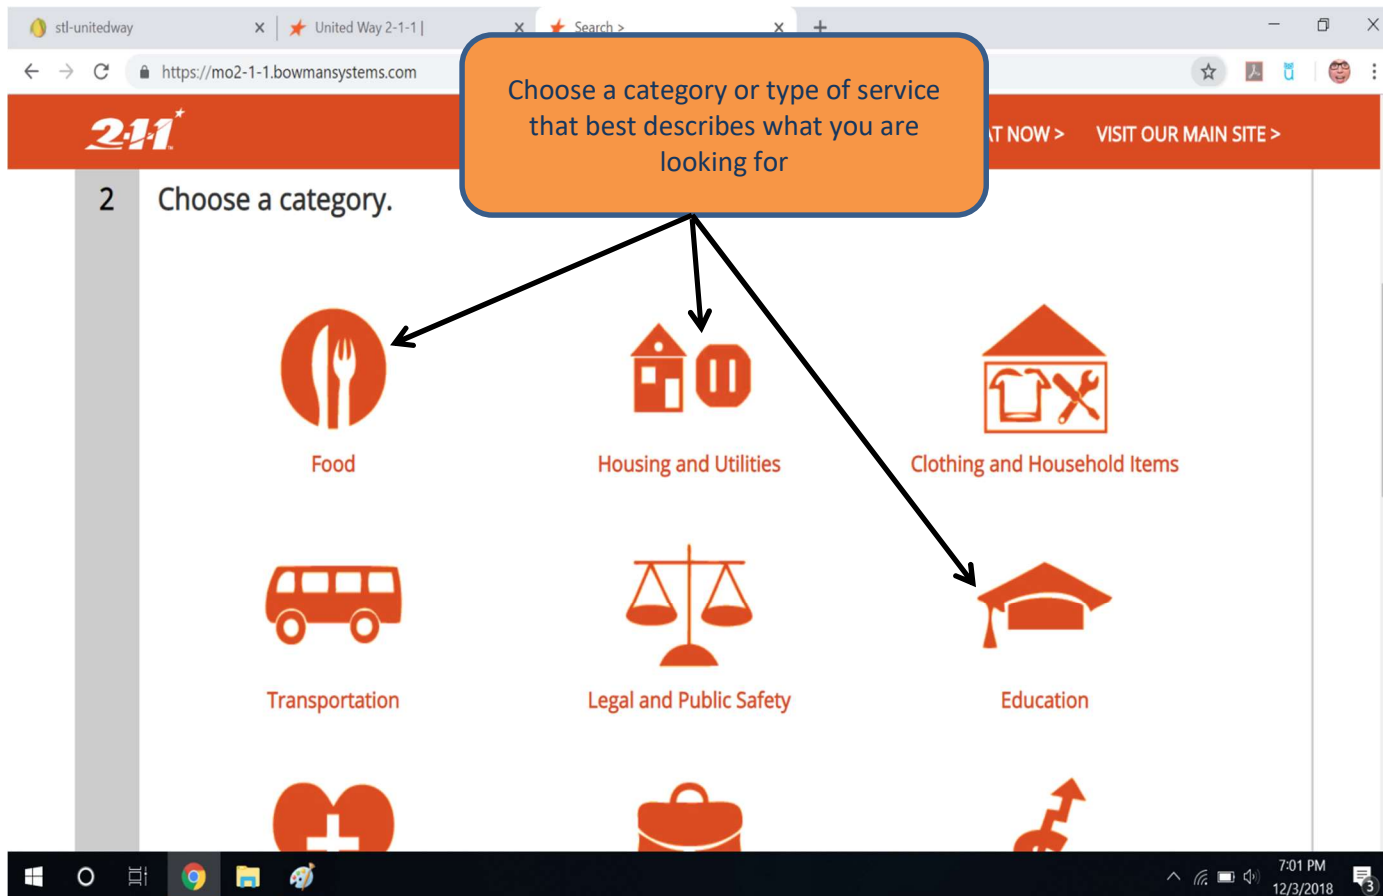 stl-unitedway
United Way 2-1-1 |
Search >
https://mo2-1-1.bowmansystems.com
Choose a category or type of service
that best describes what you are
looking for
2-1-1
AT NOW >
VISIT OUR MAIN SITE >
2 Choose a category.
Food
Housing and Utilities
Clothing and Household Items
Transportation
Legal and Public Safety
Education
7:01 PM
12/3/2018
3